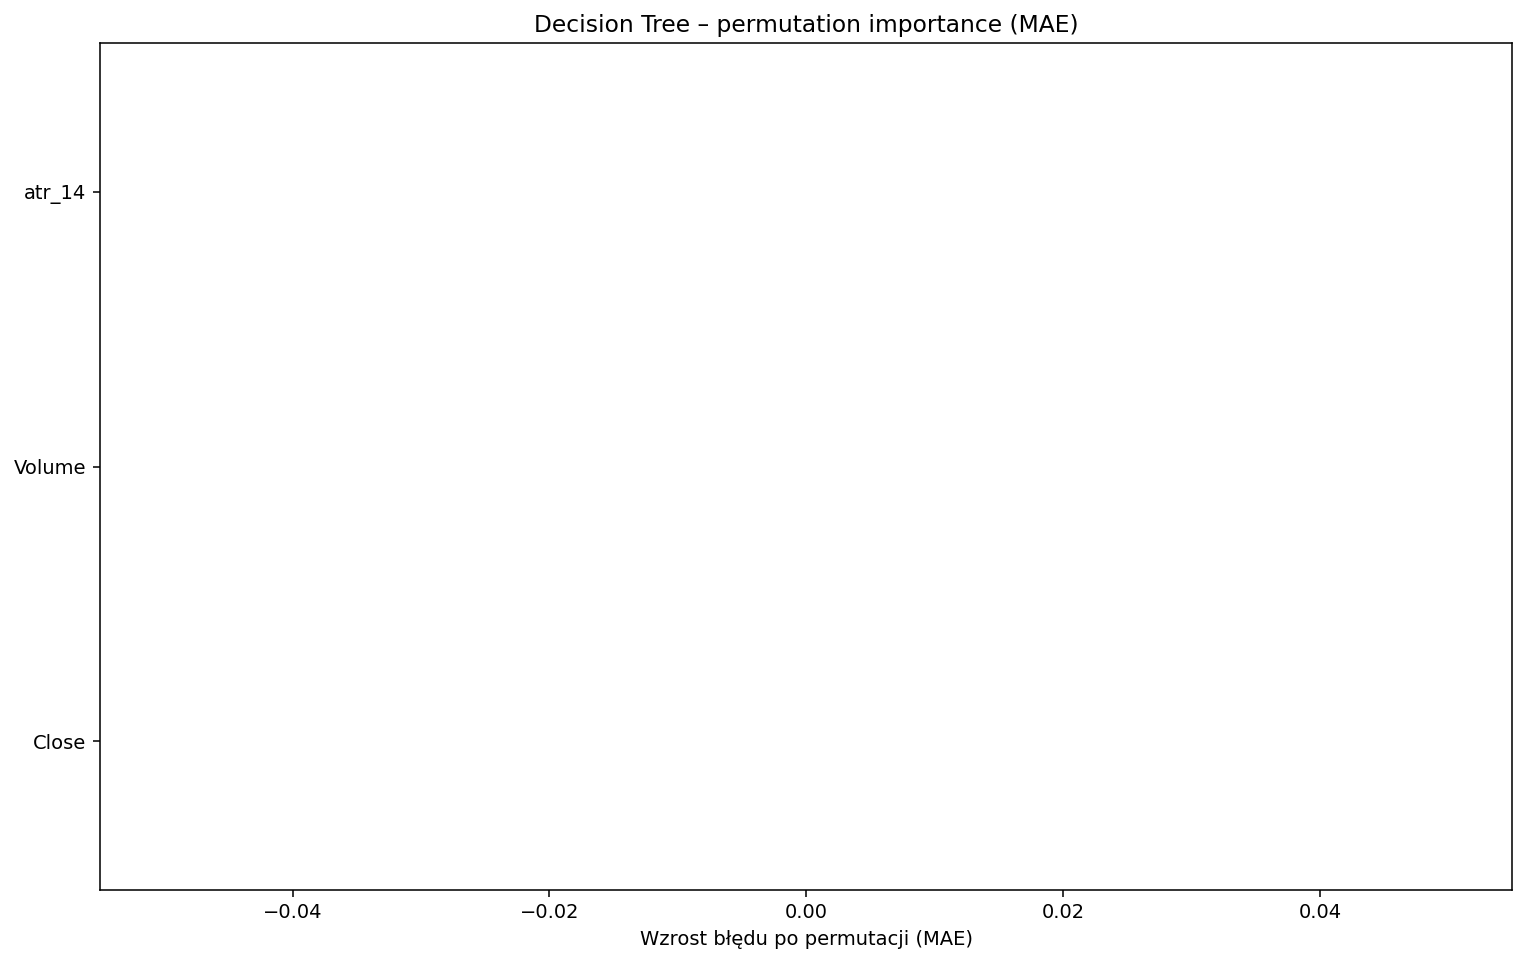 Decision Tree – permutation importance (MAE)
atr_14
Volume
Close
−0.04 −0.02 0.00 0.02 0.04
Wzrost błędu po permutacji (MAE)